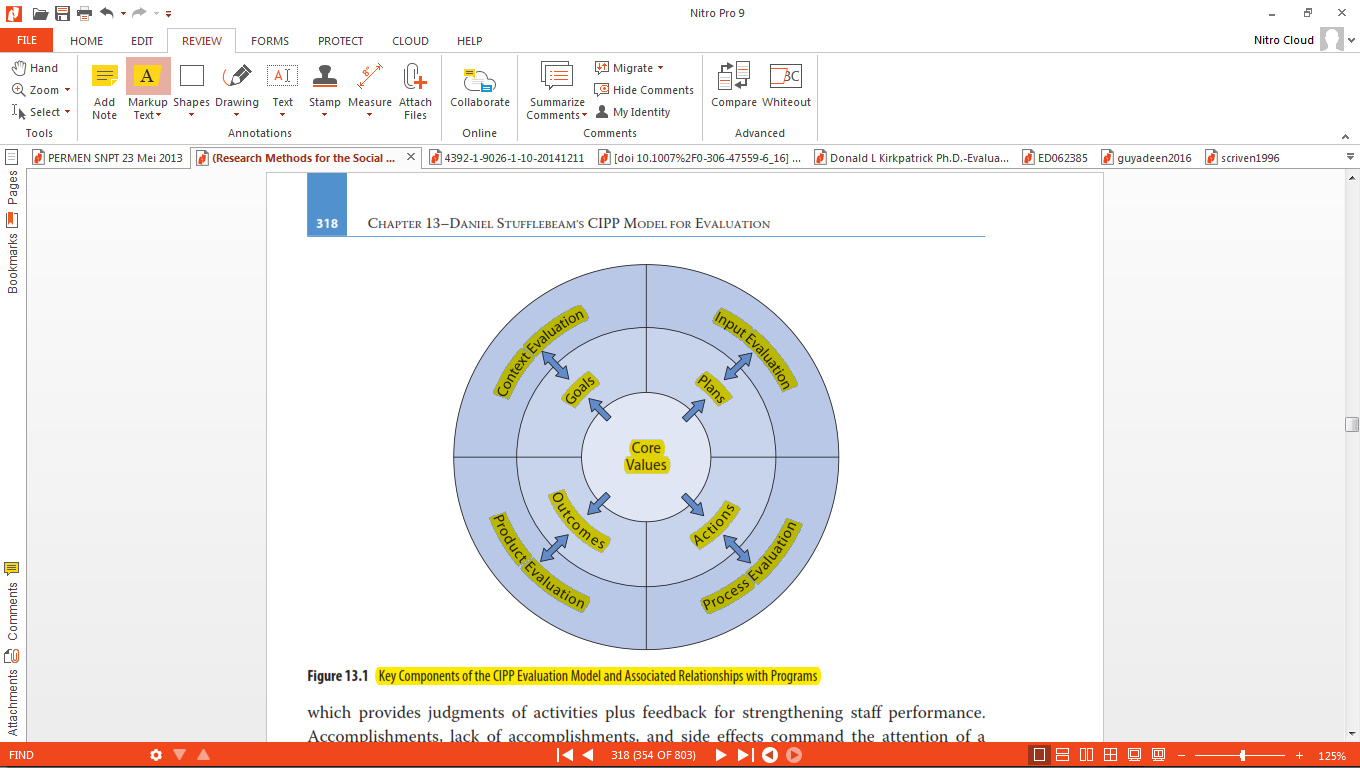 Nitro Pro 9
FILE HOME EDIT REVIEW FORMS PROTECT CLOUD HELP
Nitro Cloud
Hand
Zoom
Select
Tools
Add Note
Markup Text
Shapes
Drawing
Text
Stamp
Measure
Attach Files
Annotations
Collaborate
Online
Summarize Comments
Migrate
Hide Comments
My Identity
Comments
Compare
Whiteout
Advanced
PERMEN SNPT 23 Mei 2013
(Research Methods for the Social ...
4392-1-9026-1-10-20141211
[doi 10.1007%2F0-306-47559-6_16] ...
Donald L Kirkpatrick Ph.D.-Evalua...
ED062385
guyadeen2016
scriven1996
Pages
Bookmarks
Comments
Attachments
318 CHAPTER 13–DANIEL STUFFLEBEAM'S CIPP MODEL FOR EVALUATION
Context Evaluation
Input Evaluation
Goals
Plans
Core
Values
Outcomes
Actions
Product Evaluation
Process Evaluation
Figure 13.1 Key Components of the CIPP Evaluation Model and Associated Relationships with Programs
which provides judgments of activities plus feedback for strengthening staff performance.
Accomplishments, lack of accomplishments, and side effects command the attention of a
FIND
318 (354 OF 803)
125%